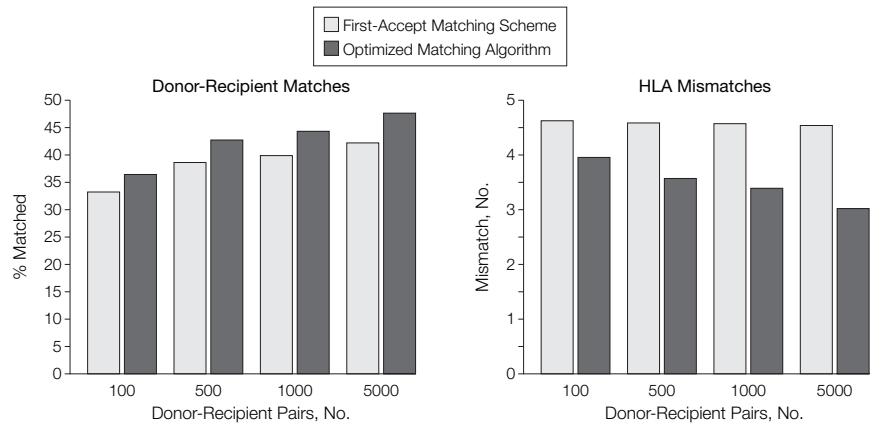 First-Accept Matching Scheme
Optimized Matching Algorithm
Donor-Recipient Matches
50
45
40
35
30
25
20
15
10
5
0
% Matched
100 500 1000 5000
Donor-Recipient Pairs, No.
HLA Mismatches
5
4
3
2
1
0
Mismatch, No.
100 500 1000 5000
Donor-Recipient Pairs, No.